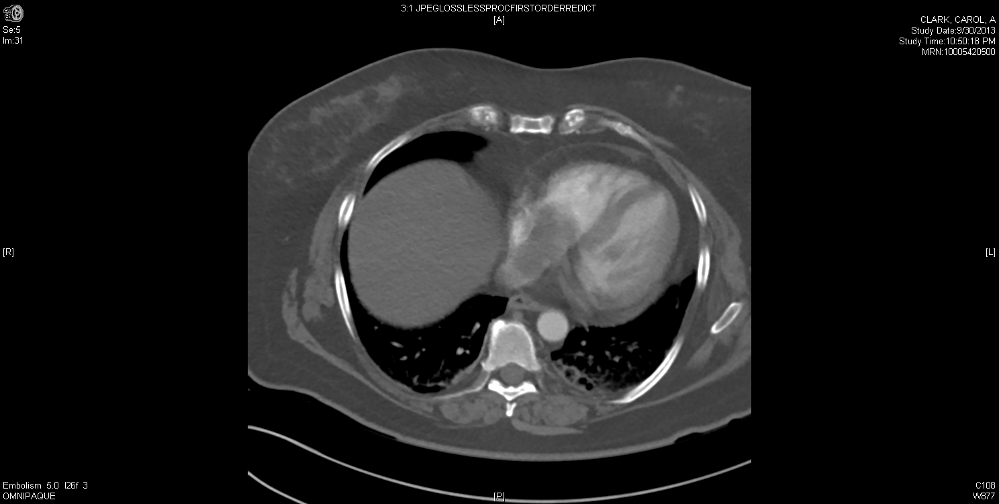 3:1 JPEGLOSSLESSPROCFIRSTORDERREDICT
[A]
Se:5
Im:31
CLARK, CAROL, A
Study Date:9/30/2013
Study Time:10:50:18 PM
MRN:10005420500
[R]
[L]
Embolism 5.0 I26f 3
OMNIPAQUE
[P]
C108
W877